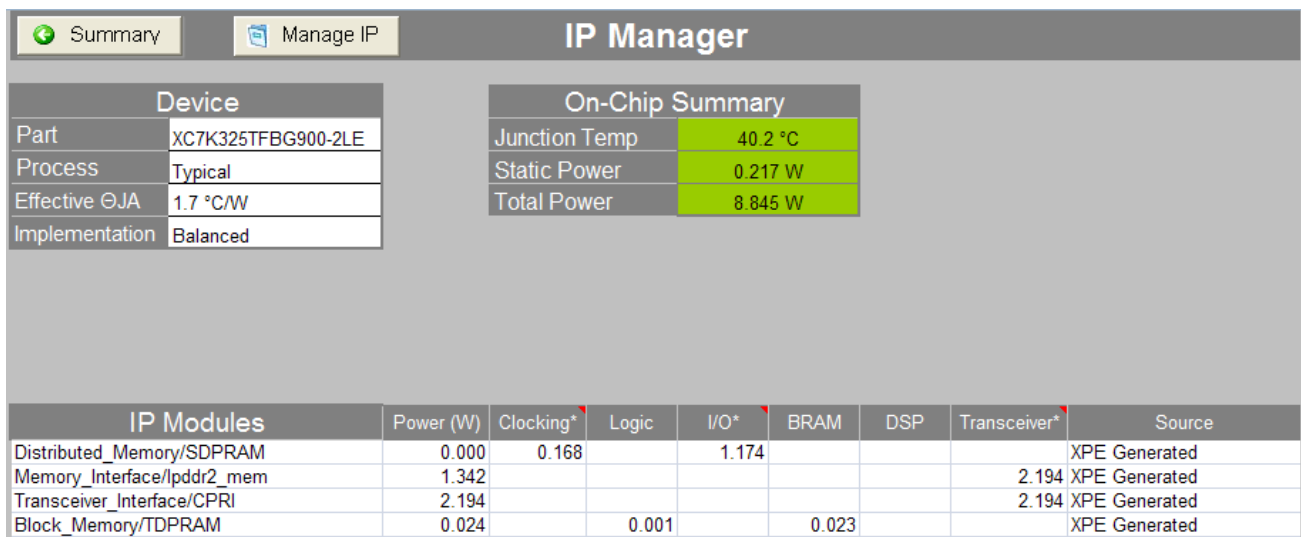 Summary Manage IP IP Manager
Device On-Chip Summary
Part XC7K325TFBG900-2LE Junction Temp 40.2 °C
Process Typical Static Power 0.217 W
Effective ΘJA 1.7 °C/W Total Power 8.845 W
Implementation Balanced
IP Modules Power (W) Clocking* Logic I/O* BRAM DSP Transceiver* Source
Distributed_Memory/SDPRAM 0.000 0.168 1.174 XPE Generated
Memory_Interface/lpddr2_mem 1.342 2.194 XPE Generated
Transceiver_Interface/CPRI 2.194 2.194 XPE Generated
Block_Memory/TDPRAM 0.024 0.001 0.023 XPE Generated